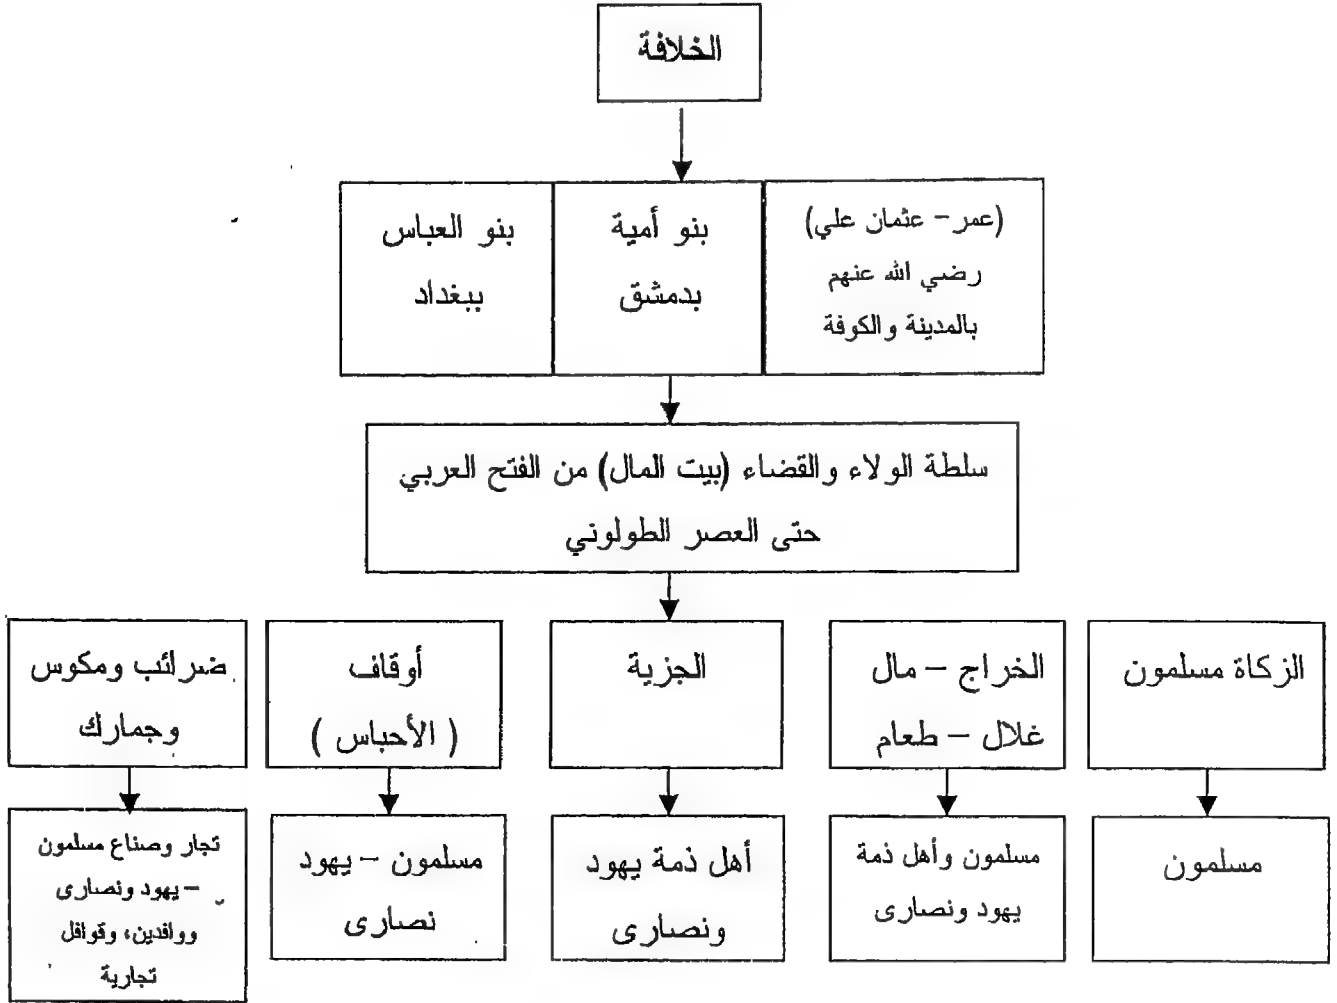 الخلافة
(عمر – عثمان علي)
رضي الله عنهم
بالمدينة والكوفة
بنو أمية
بدمشق
بنو العباس
ببغداد
سلطة الولاء والقضاء (بيت المال) من الفتح العربي
حتى العصر الطولوني
الزكاة مسلمون
الخراج – مال
غلال – طعام
الجزية
أوقاف
( الأحباس )
ضرائب ومكوس
وجمارك
مسلمون
مسلمون وأهل ذمة
يهود ونصارى
أهل ذمة يهود
ونصارى
مسلمون – يهود
نصارى
تجار وصناع مسلمون
– يهود ونصارى
ووافدين، وقوافل
تجارية